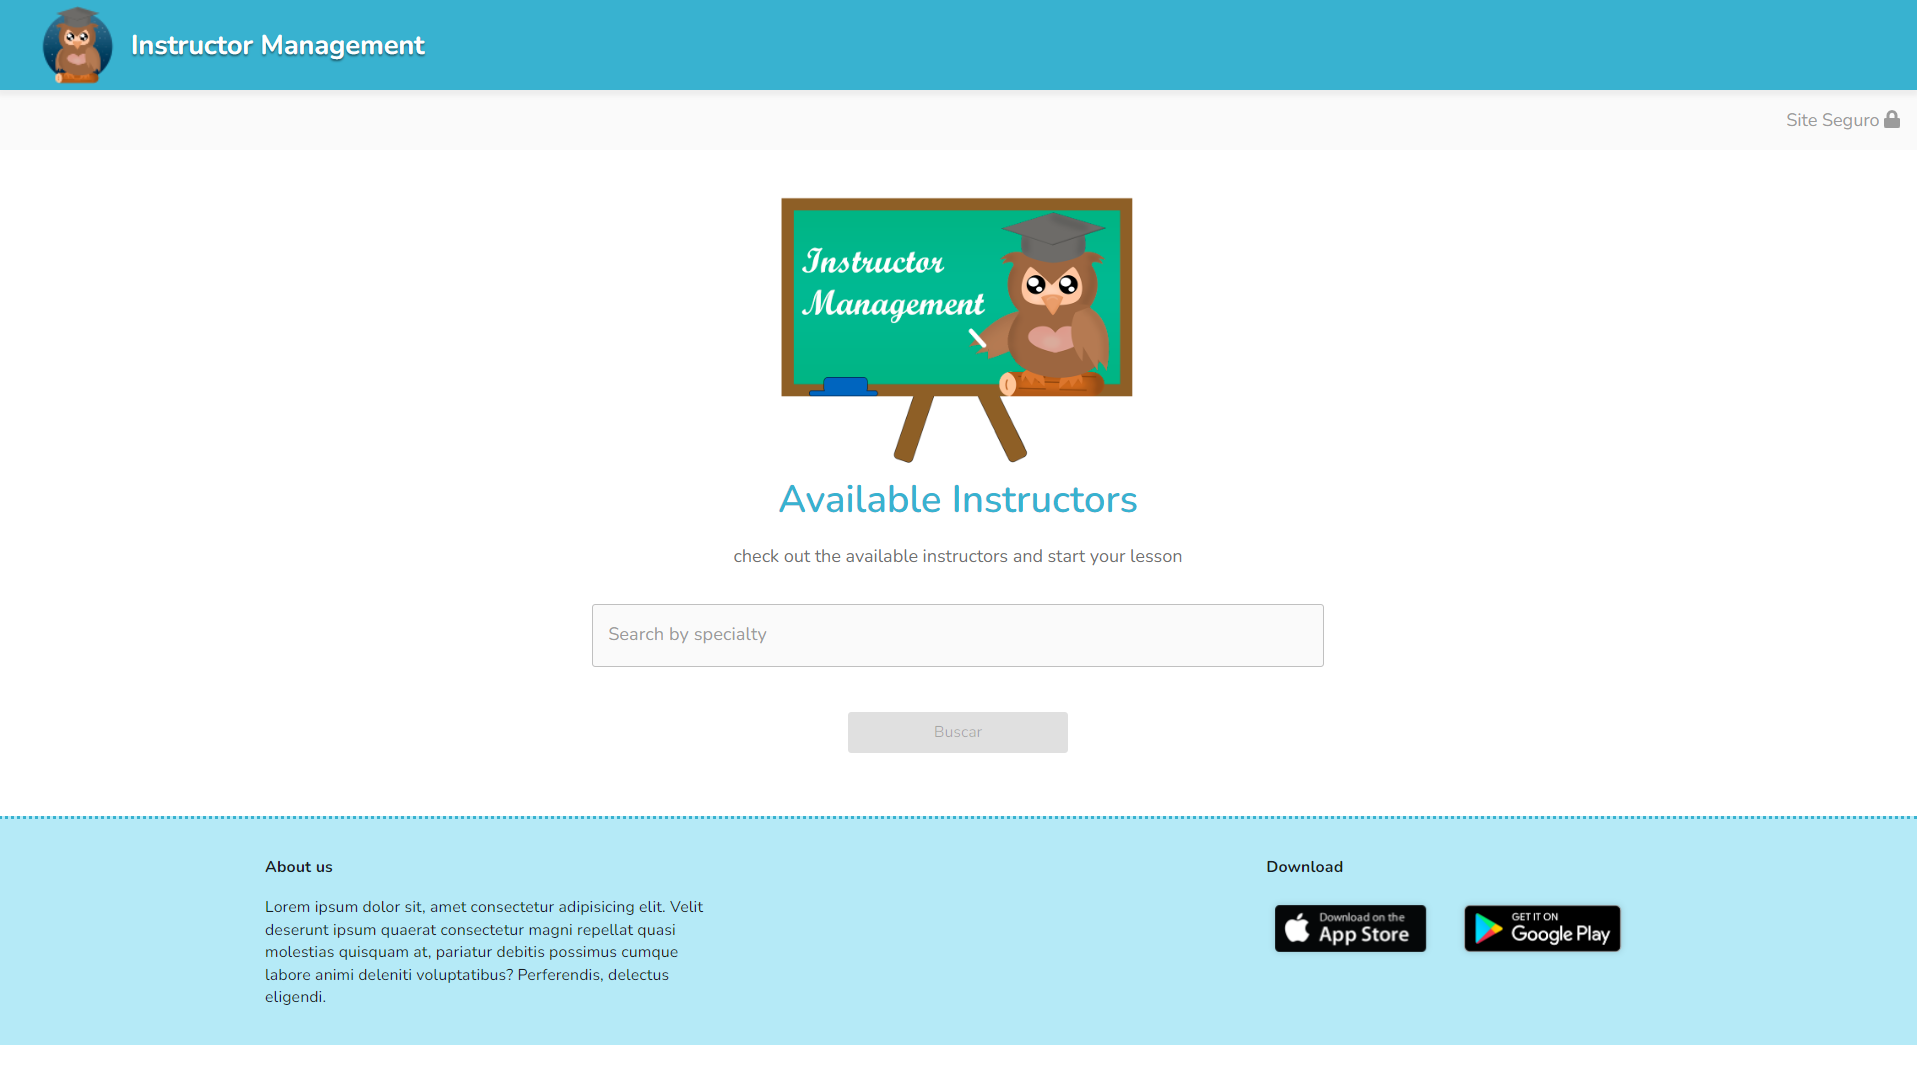 Instructor Management
Site Seguro
Instructor
Management
Available Instructors
check out the available instructors and start your lesson
Search by specialty
Buscar
About us
Lorem ipsum dolor sit, amet consectetur adipisicing elit. Velit
deserunt ipsum quaerat consectetur magni repellat quasi
molestias quisquam at, pariatur debitis possimus cumque
labore animi deleniti voluptatibus? Perferendis, delectus
eligendi.
Download
Download on the
App Store
GET IT ON
Google Play